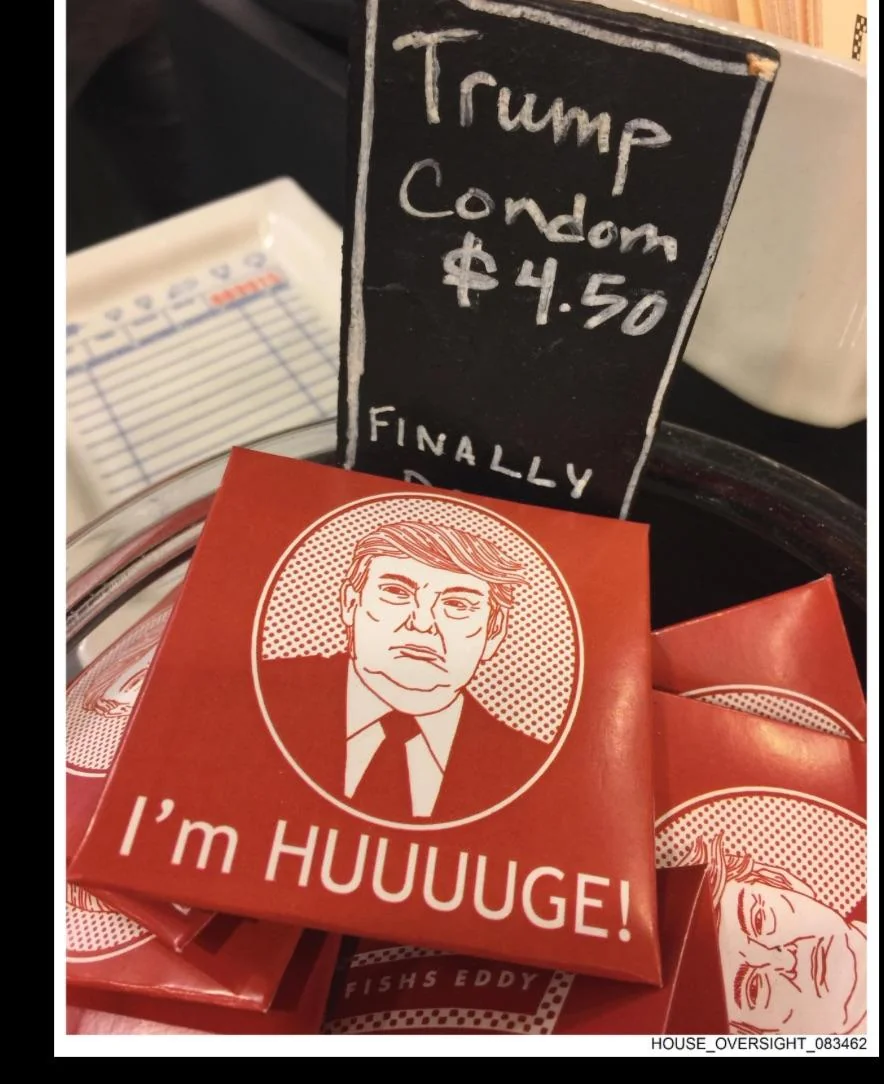 Trump
Condom
$4.50
FINALLY
I'm HUUUUGE!
FISHS EDDY
HOUSE_OVERSIGHT_083462